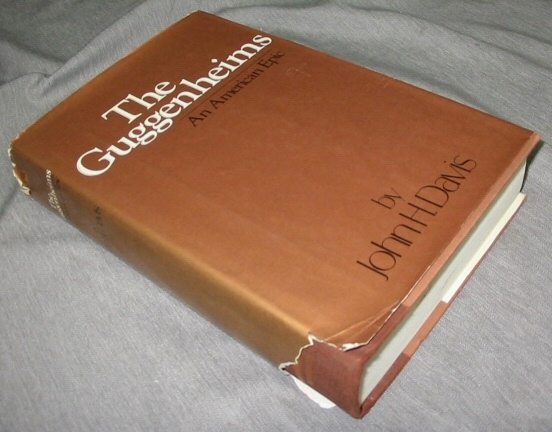 The
Guggenheims
An American Epic
by
John H. Davis